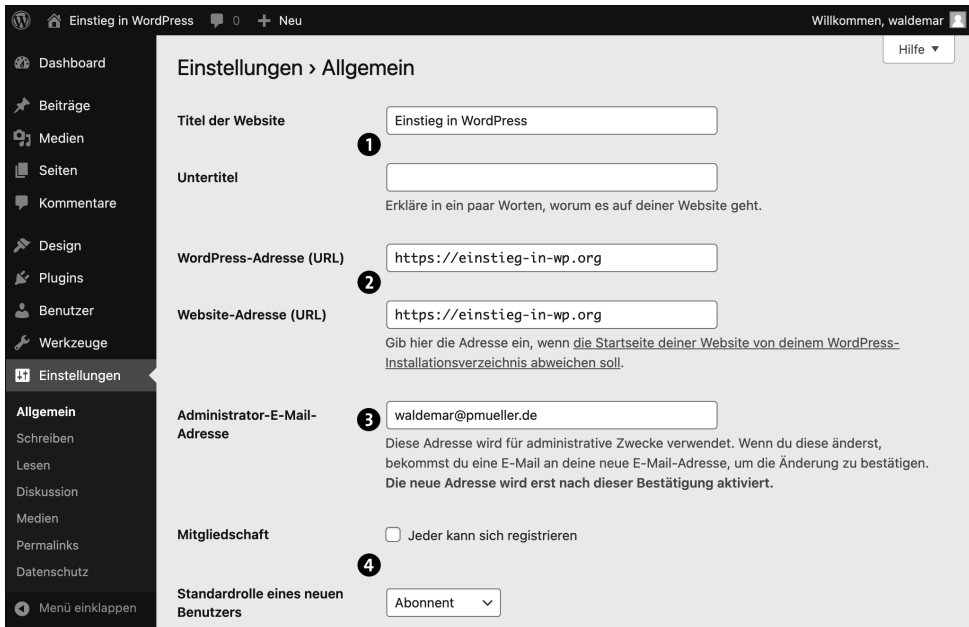 Einstieg in WordPress 0 + Neu Willkommen, waldemar
Hilfe ▼
Dashboard
Beiträge
Medien
Seiten
Kommentare
Design
Plugins
Benutzer
Werkzeuge
Einstellungen
Allgemein
Schreiben
Lesen
Diskussion
Medien
Permalinks
Datenschutz
Menü einklappen
Einstellungen › Allgemein
Titel der Website Einstieg in WordPress
1
Untertitel
Erkläre in ein paar Worten, worum es auf deiner Website geht.
WordPress-Adresse (URL) https://einstieg-in-wp.org
2
Website-Adresse (URL) https://einstieg-in-wp.org
Gib hier die Adresse ein, wenn die Startseite deiner Website von deinem WordPress-
Installationsverzeichnis abweichen soll.
Administrator-E-Mail-
Adresse
3 waldemar@pmueller.de
Diese Adresse wird für administrative Zwecke verwendet. Wenn du diese änderst,
bekommst du eine E-Mail an deine neue E-Mail-Adresse, um die Änderung zu bestätigen.
Die neue Adresse wird erst nach dieser Bestätigung aktiviert.
Mitgliedschaft Jeder kann sich registrieren
4
Standardrolle eines neuen
Benutzers
Abonnent